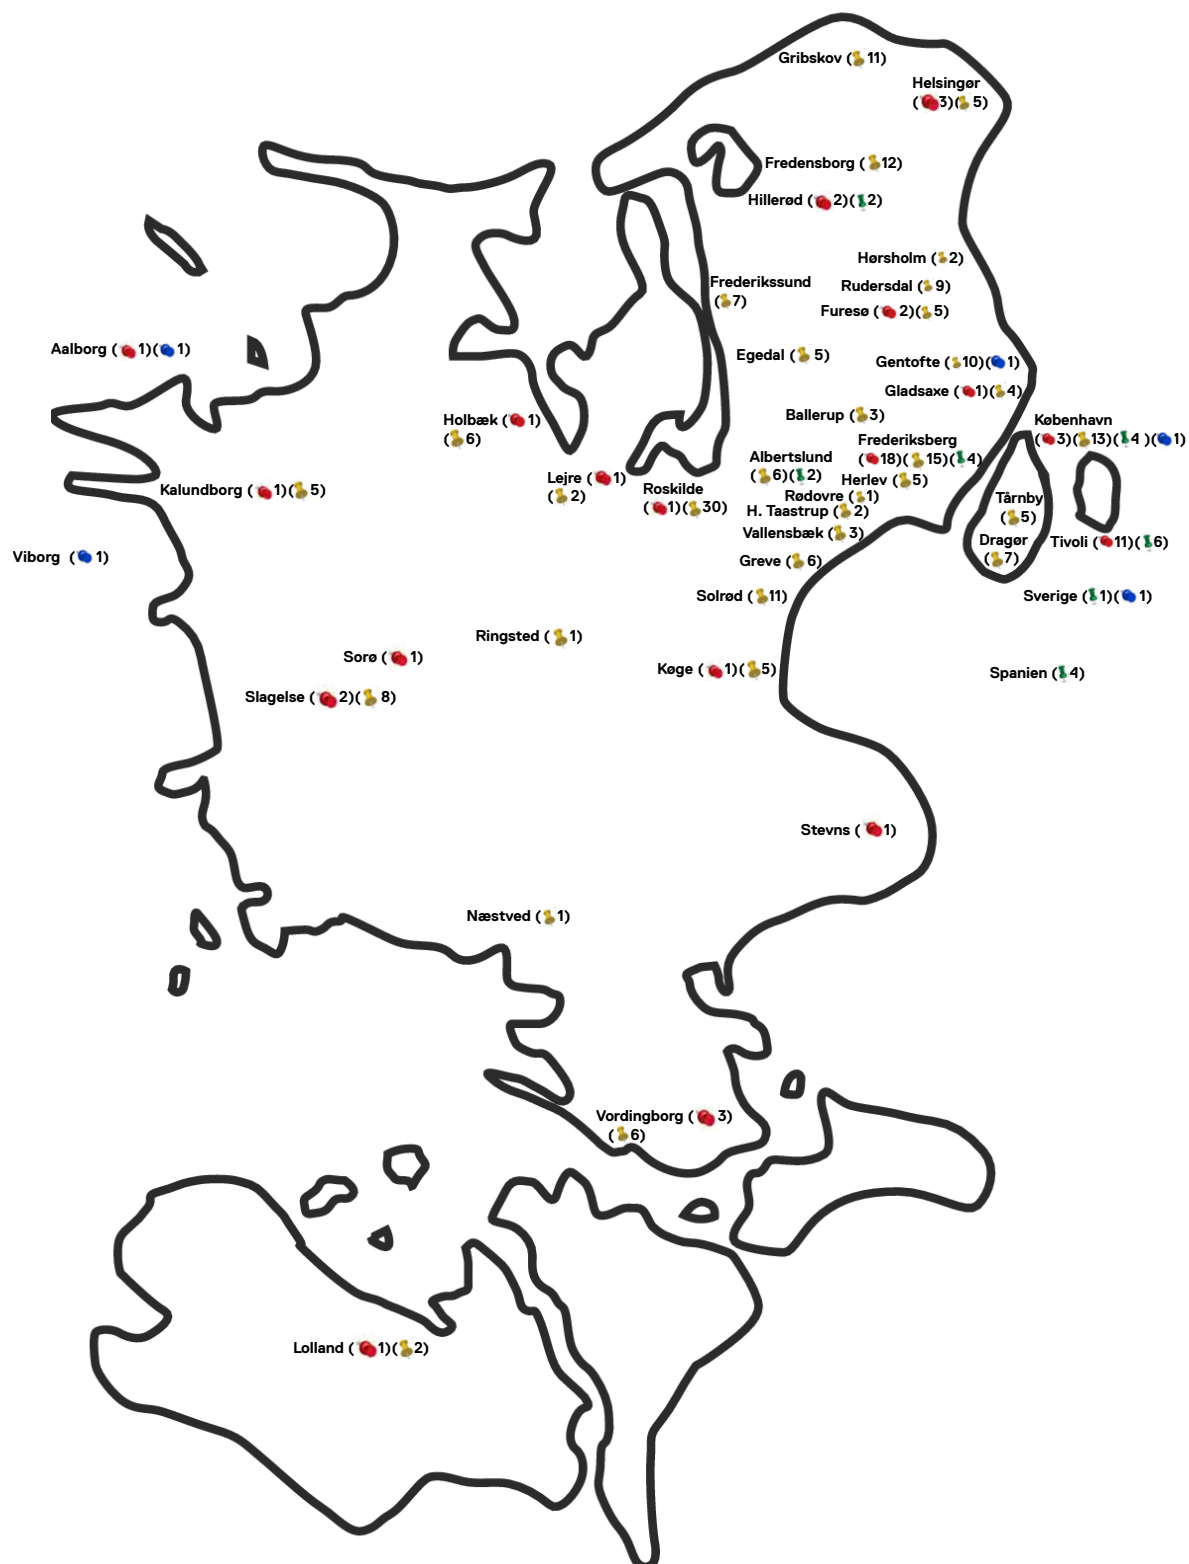 Gribskov (11)
Helsingør
(3)(5)
Fredensborg (12)
Hillerød (2)(2)
Hørsholm (2)
Frederikssund
(7)
Rudersdal (9)
Furesø (2)(5)
Aalborg (1)(1)
Egedal (5)
Gentofte (10)(1)
Gladsaxe (1)(4)
Ballerup (3)
Holbæk (1)
(6)
København
(3)(13)(4)(1)
Frederiksberg
(18)(15)(4)
Albertslund
(6)(2)
Lejre (1)
(2)
Herlev (5)
Kalundborg (1)(5)
Roskilde
(1)(30)
Rødovre (1)
H. Taastrup (2)
Tårnby
(5)
Vallensbæk (3)
Dragør
(7)
Tivoli (11)(6)
Viborg (1)
Greve (6)
Solrød (11)
Sverige (1)(1)
Ringsted (1)
Sorø (1)
Køge (1)(5)
Spanien (4)
Slagelse (2)(8)
Stevns (1)
Næstved (1)
Vordingborg (3)
(6)
Lolland (1)(2)